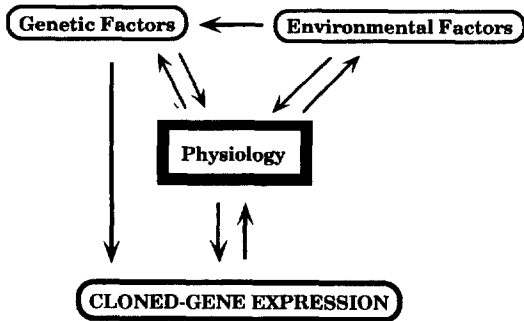 Genetic Factors
Environmental Factors
Physiology
CLONED-GENE EXPRESSION